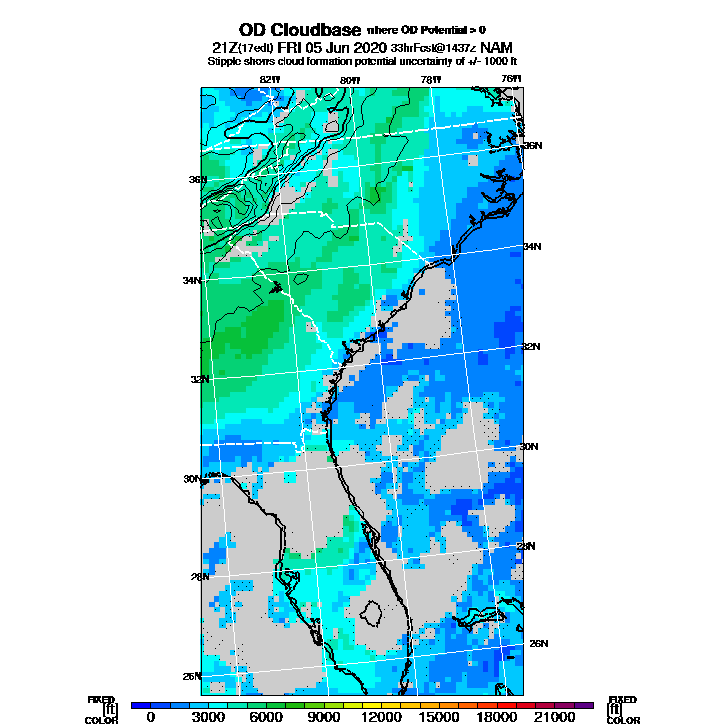 OD Cloudbase where OD Potential > 0
21Z(17edt) FRI 05 Jun 2020 33hrFcst@1437z NAM
Stipple shows cloud formation potential uncertainty of +/- 1000 ft
82W 80W 78W 76W
36N
36N
34N
34N
32N
32N
30N
30N
28N
28N
26N
26N
FIXED FIXED
[ft] [ft]
COLOR COLOR
0 3000 6000 9000 12000 15000 18000 21000